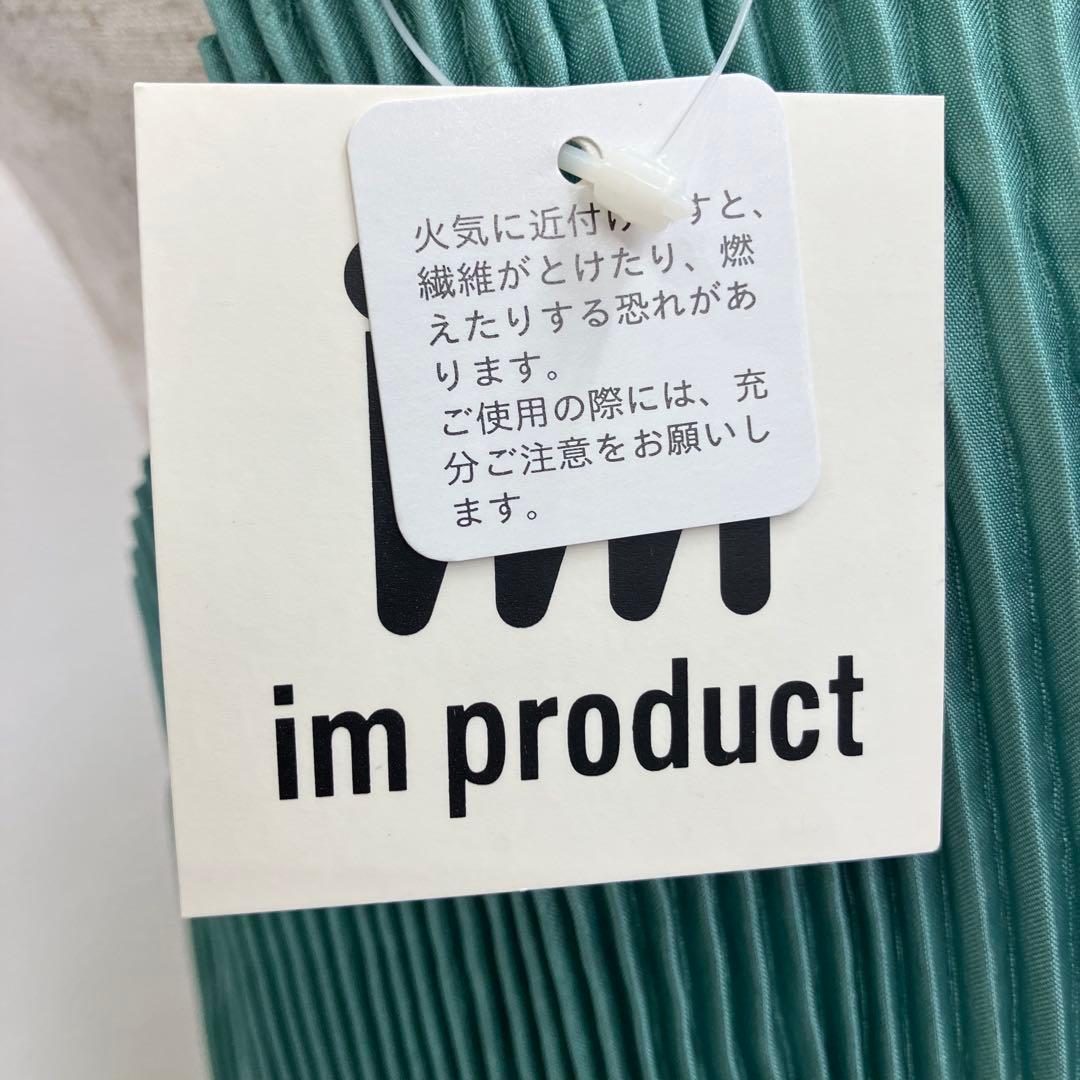 火気に近付けすと、
繊維がとけたり、燃
えたりする恐れがあ
ります。
ご使用の際には、充
分ご注意をお願いし
ます。
im product